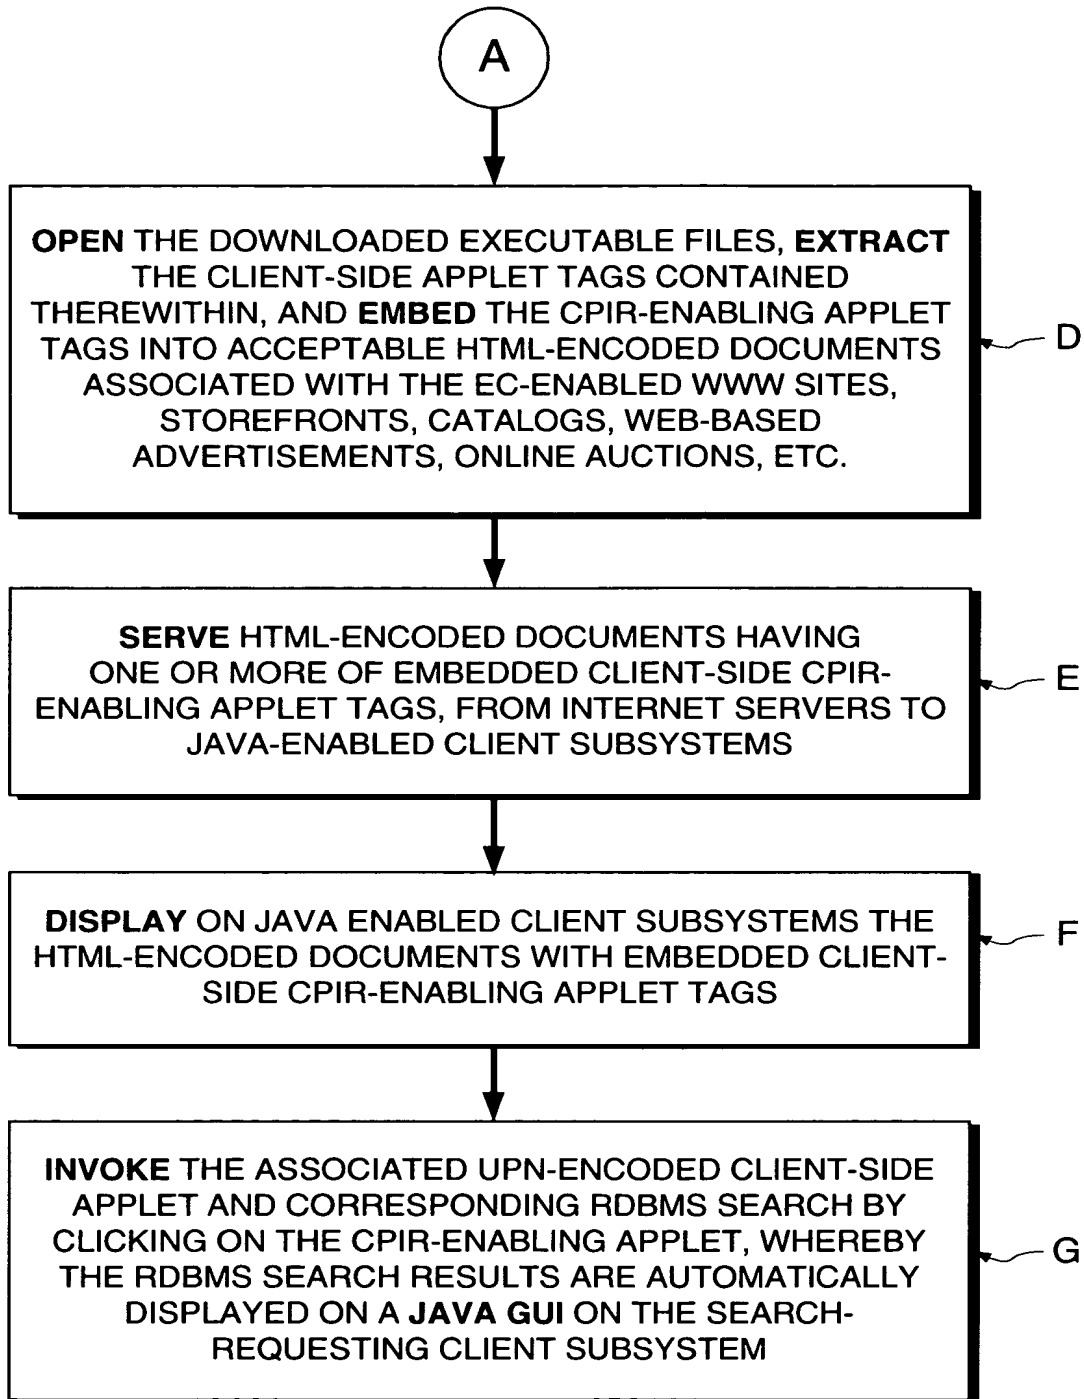 A
OPEN THE DOWNLOADED EXECUTABLE FILES, EXTRACT
THE CLIENT-SIDE APPLET TAGS CONTAINED
THEREWITHIN, AND EMBED THE CPIR-ENABLING APPLET
TAGS INTO ACCEPTABLE HTML-ENCODED DOCUMENTS
ASSOCIATED WITH THE EC-ENABLED WWW SITES,
STOREFRONTS, CATALOGS, WEB-BASED
ADVERTISEMENTS, ONLINE AUCTIONS, ETC.
D
SERVE HTML-ENCODED DOCUMENTS HAVING
ONE OR MORE OF EMBEDDED CLIENT-SIDE CPIR-
ENABLING APPLET TAGS, FROM INTERNET SERVERS TO
JAVA-ENABLED CLIENT SUBSYSTEMS
E
DISPLAY ON JAVA ENABLED CLIENT SUBSYSTEMS THE
HTML-ENCODED DOCUMENTS WITH EMBEDDED CLIENT-
SIDE CPIR-ENABLING APPLET TAGS
F
INVOKE THE ASSOCIATED UPN-ENCODED CLIENT-SIDE
APPLET AND CORRESPONDING RDBMS SEARCH BY
CLICKING ON THE CPIR-ENABLING APPLET, WHEREBY
THE RDBMS SEARCH RESULTS ARE AUTOMATICALLY
DISPLAYED ON A JAVA GUI ON THE SEARCH-
REQUESTING CLIENT SUBSYSTEM
G